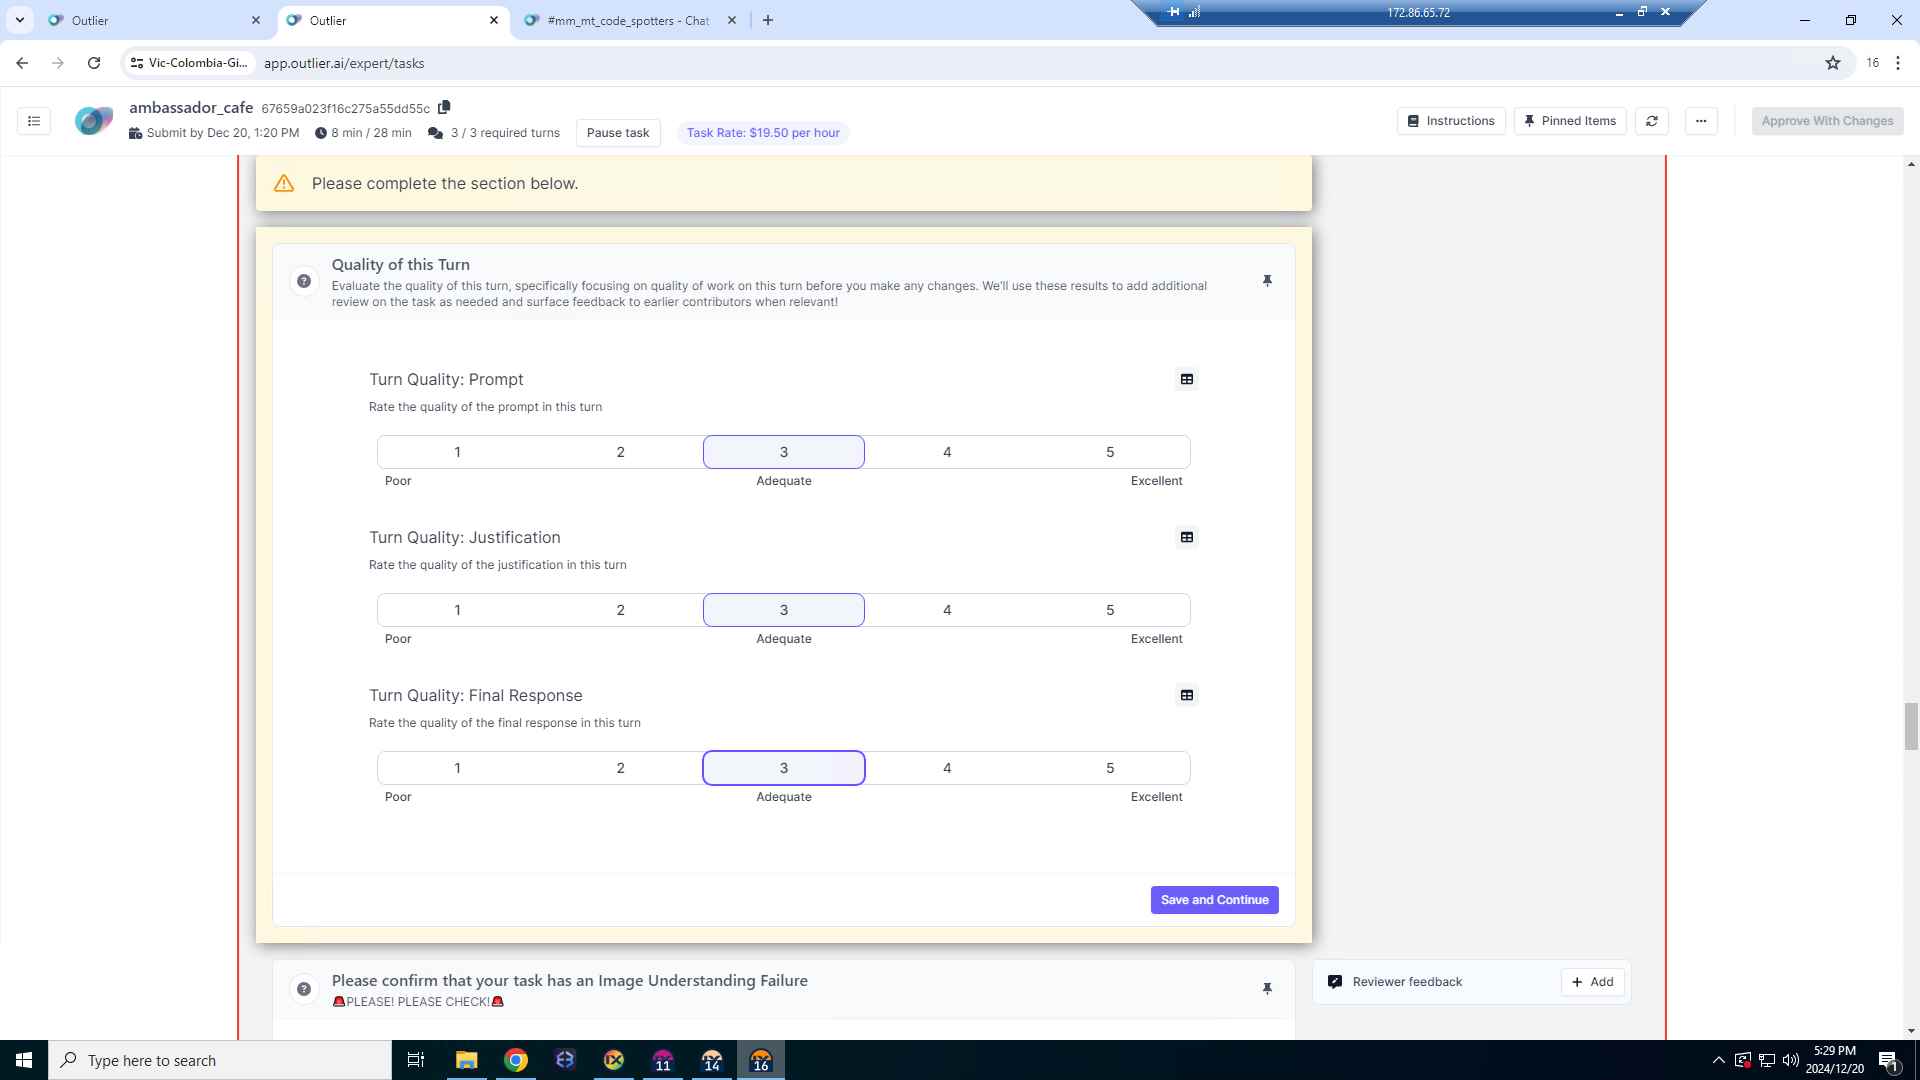 Outlier
Outlier
#mm_mt_code_spotters - Chat
172.86.65.72
Vic-Colombia-Gi...
app.outlier.ai/expert/tasks
16
ambassador_cafe 67659a023f16c275a55dd55c
Submit by Dec 20, 1:20 PM
8 min / 28 min
3 / 3 required turns
Pause task
Task Rate: $19.50 per hour
Instructions
Pinned Items
Approve With Changes
Please complete the section below.
Quality of this Turn
Evaluate the quality of this turn, specifically focusing on quality of work on this turn before you make any changes. We'll use these results to add additional
review on the task as needed and surface feedback to earlier contributors when relevant!
Turn Quality: Prompt
Rate the quality of the prompt in this turn
1 2 3 4 5
Poor Adequate Excellent
Turn Quality: Justification
Rate the quality of the justification in this turn
1 2 3 4 5
Poor Adequate Excellent
Turn Quality: Final Response
Rate the quality of the final response in this turn
1 2 3 4 5
Poor Adequate Excellent
Save and Continue
Please confirm that your task has an Image Understanding Failure
🚨PLEASE! PLEASE CHECK!🚨
Reviewer feedback
+ Add
Type here to search
11
14
16
5:29 PM
2024/12/20
1